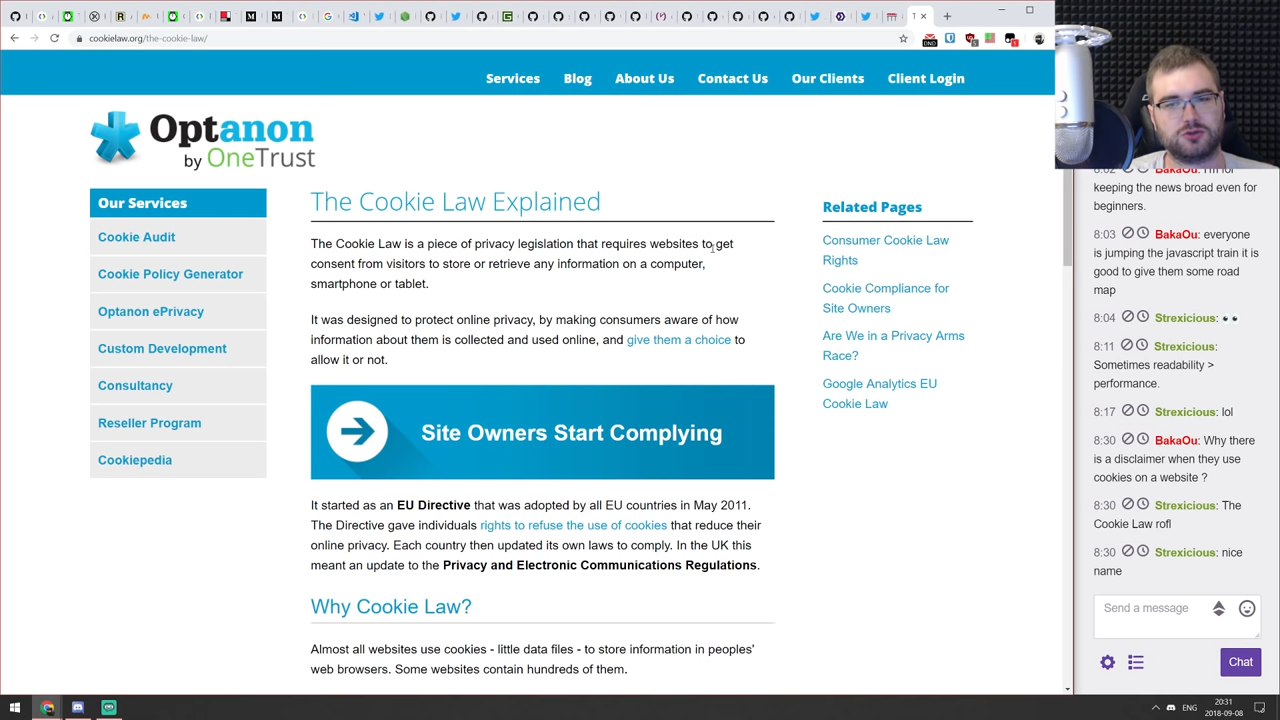 T
cookielaw.org/the-cookie-law/
DND
Services
Blog
About Us
Contact Us
Our Clients
Client Login
Optanon
by OneTrust
Our Services
Cookie Audit
Cookie Policy Generator
Optanon ePrivacy
Custom Development
Consultancy
Reseller Program
Cookiepedia
The Cookie Law Explained
The Cookie Law is a piece of privacy legislation that requires websites to get
consent from visitors to store or retrieve any information on a computer,
smartphone or tablet.
It was designed to protect online privacy, by making consumers aware of how
information about them is collected and used online, and give them a choice to
allow it or not.
Site Owners Start Complying
It started as an EU Directive that was adopted by all EU countries in May 2011.
The Directive gave individuals rights to refuse the use of cookies that reduce their
online privacy. Each country then updated its own laws to comply. In the UK this
meant an update to the Privacy and Electronic Communications Regulations.
Why Cookie Law?
Almost all websites use cookies - little data files - to store information in peoples'
web browsers. Some websites contain hundreds of them.
Related Pages
Consumer Cookie Law
Rights
Cookie Compliance for
Site Owners
Are We in a Privacy Arms
Race?
Google Analytics EU
Cookie Law
8:02 BakaOu: I'm for
keeping the news broad even for
beginners.
8:03 BakaOu: everyone
is jumping the javascript train it is
good to give them some road
map
8:04 Strexicious: 👀
8:11 Strexicious:
Sometimes readability >
performance.
8:17 Strexicious: lol
8:30 BakaOu: Why there
is a disclaimer when they use
cookies on a website ?
8:30 Strexicious: The
Cookie Law rofl
8:30 Strexicious: nice
name
Send a message
Chat
ENG
20:31
2018-09-08